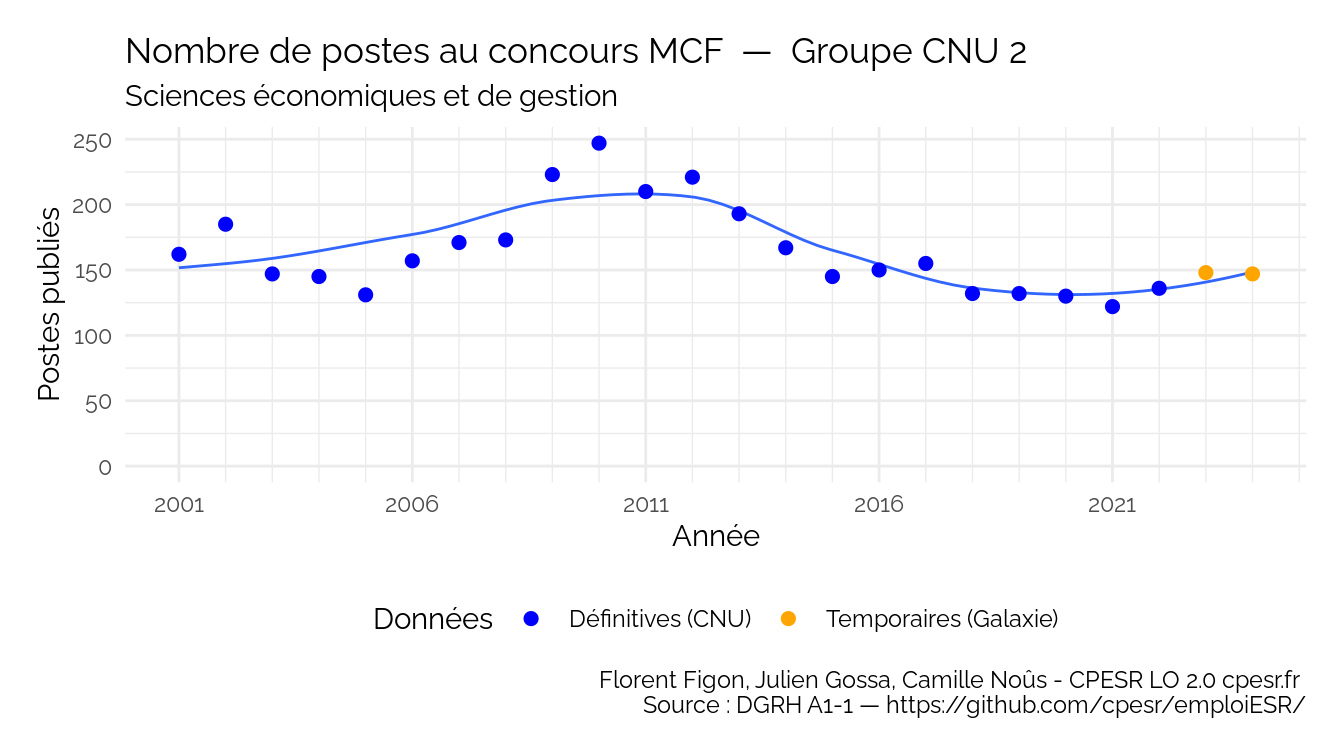 Nombre de postes au concours MCF — Groupe CNU 2
Sciences économiques et de gestion
Postes publiés
250
200
150
100
50
0
2001 2006 2011 2016 2021
Année
Données Définitives (CNU) Temporaires (Galaxie)
Florent Figon, Julien Gossa, Camille Noûs - CPESR LO 2.0 cpesr.fr
Source : DGRH A1-1 — https://github.com/cpesr/emploiESR/